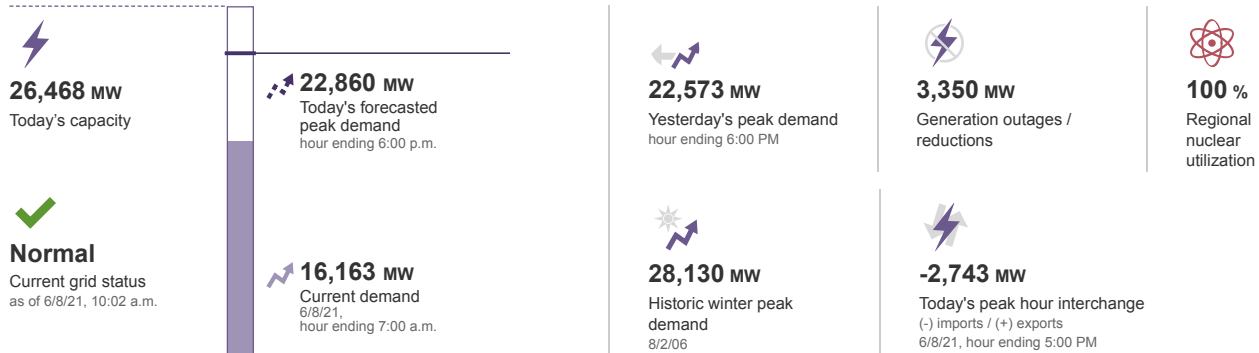 26,468 MW
Today's capacity
Normal
Current grid status
as of 6/8/21, 10:02 a.m.
22,860 MW
Today's forecasted
peak demand
hour ending 6:00 p.m.
16,163 MW
Current demand
6/8/21,
hour ending 7:00 a.m.
22,573 MW
Yesterday's peak demand
hour ending 6:00 PM
3,350 MW
Generation outages /
reductions
100 %
Regional
nuclear
utilization
28,130 MW
Historic winter peak
demand
8/2/06
-2,743 MW
Today's peak hour interchange
(-) imports / (+) exports
6/8/21, hour ending 5:00 PM